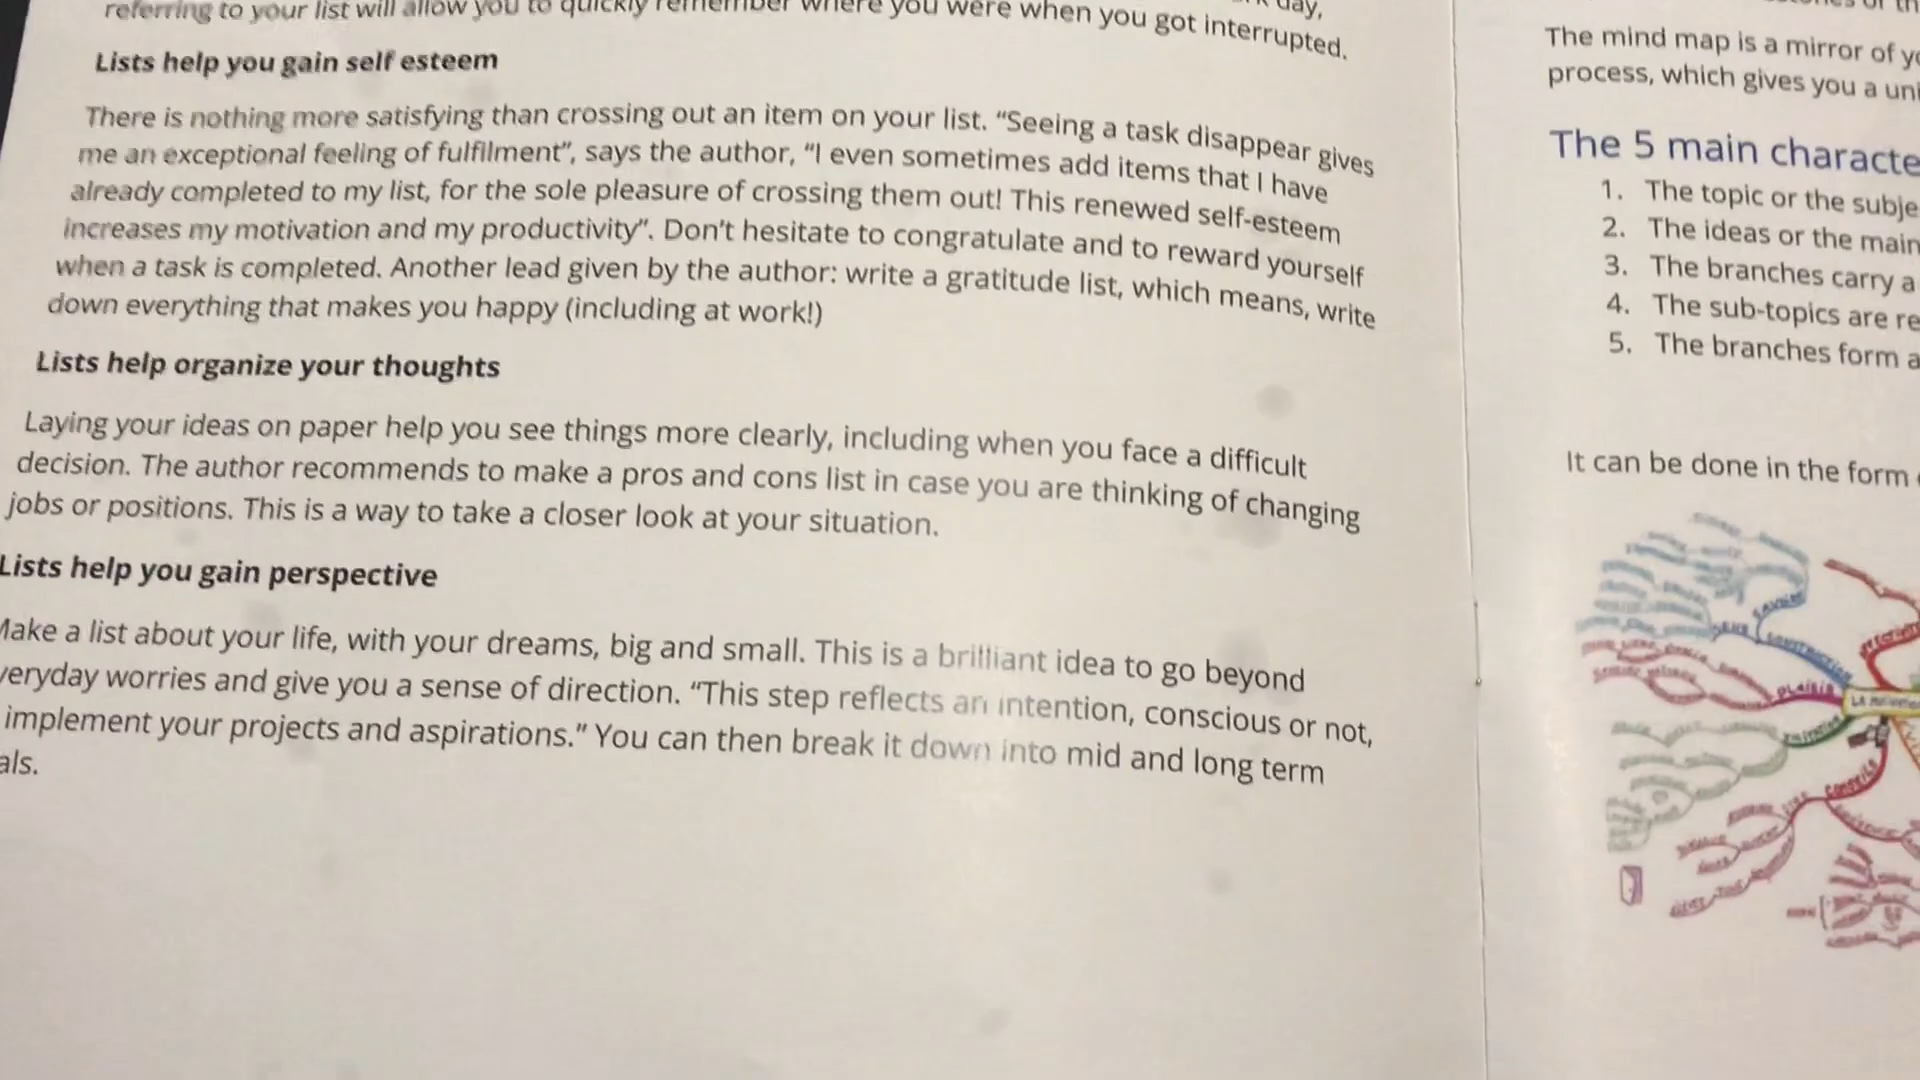 referring to your list will allow you to quickly remember where you were when you got interrupted.
Lists help you gain self esteem
There is nothing more satisfying than crossing out an item on your list. “Seeing a task disappear gives
me an exceptional feeling of fulfilment”, says the author, “I even sometimes add items that I have
already completed to my list, for the sole pleasure of crossing them out! This renewed self-esteem
increases my motivation and my productivity”. Don’t hesitate to congratulate and to reward yourself
when a task is completed. Another lead given by the author: write a gratitude list, which means, write
down everything that makes you happy (including at work!)
Lists help organize your thoughts
Laying your ideas on paper help you see things more clearly, including when you face a difficult
decision. The author recommends to make a pros and cons list in case you are thinking of changing
jobs or positions. This is a way to take a closer look at your situation.
Lists help you gain perspective
Make a list about your life, with your dreams, big and small. This is a brilliant idea to go beyond
veryday worries and give you a sense of direction. “This step reflects an intention, conscious or not,
implement your projects and aspirations.” You can then break it down into mid and long term
als.
The mind map is a mirror of
process, which gives you a
The 5 main characte
1. The topic or the subje
2. The ideas or the main
3. The branches carry a
4. The sub-topics are re
5. The branches form a
It can be done in the form
PLAISIR
CONSEILS